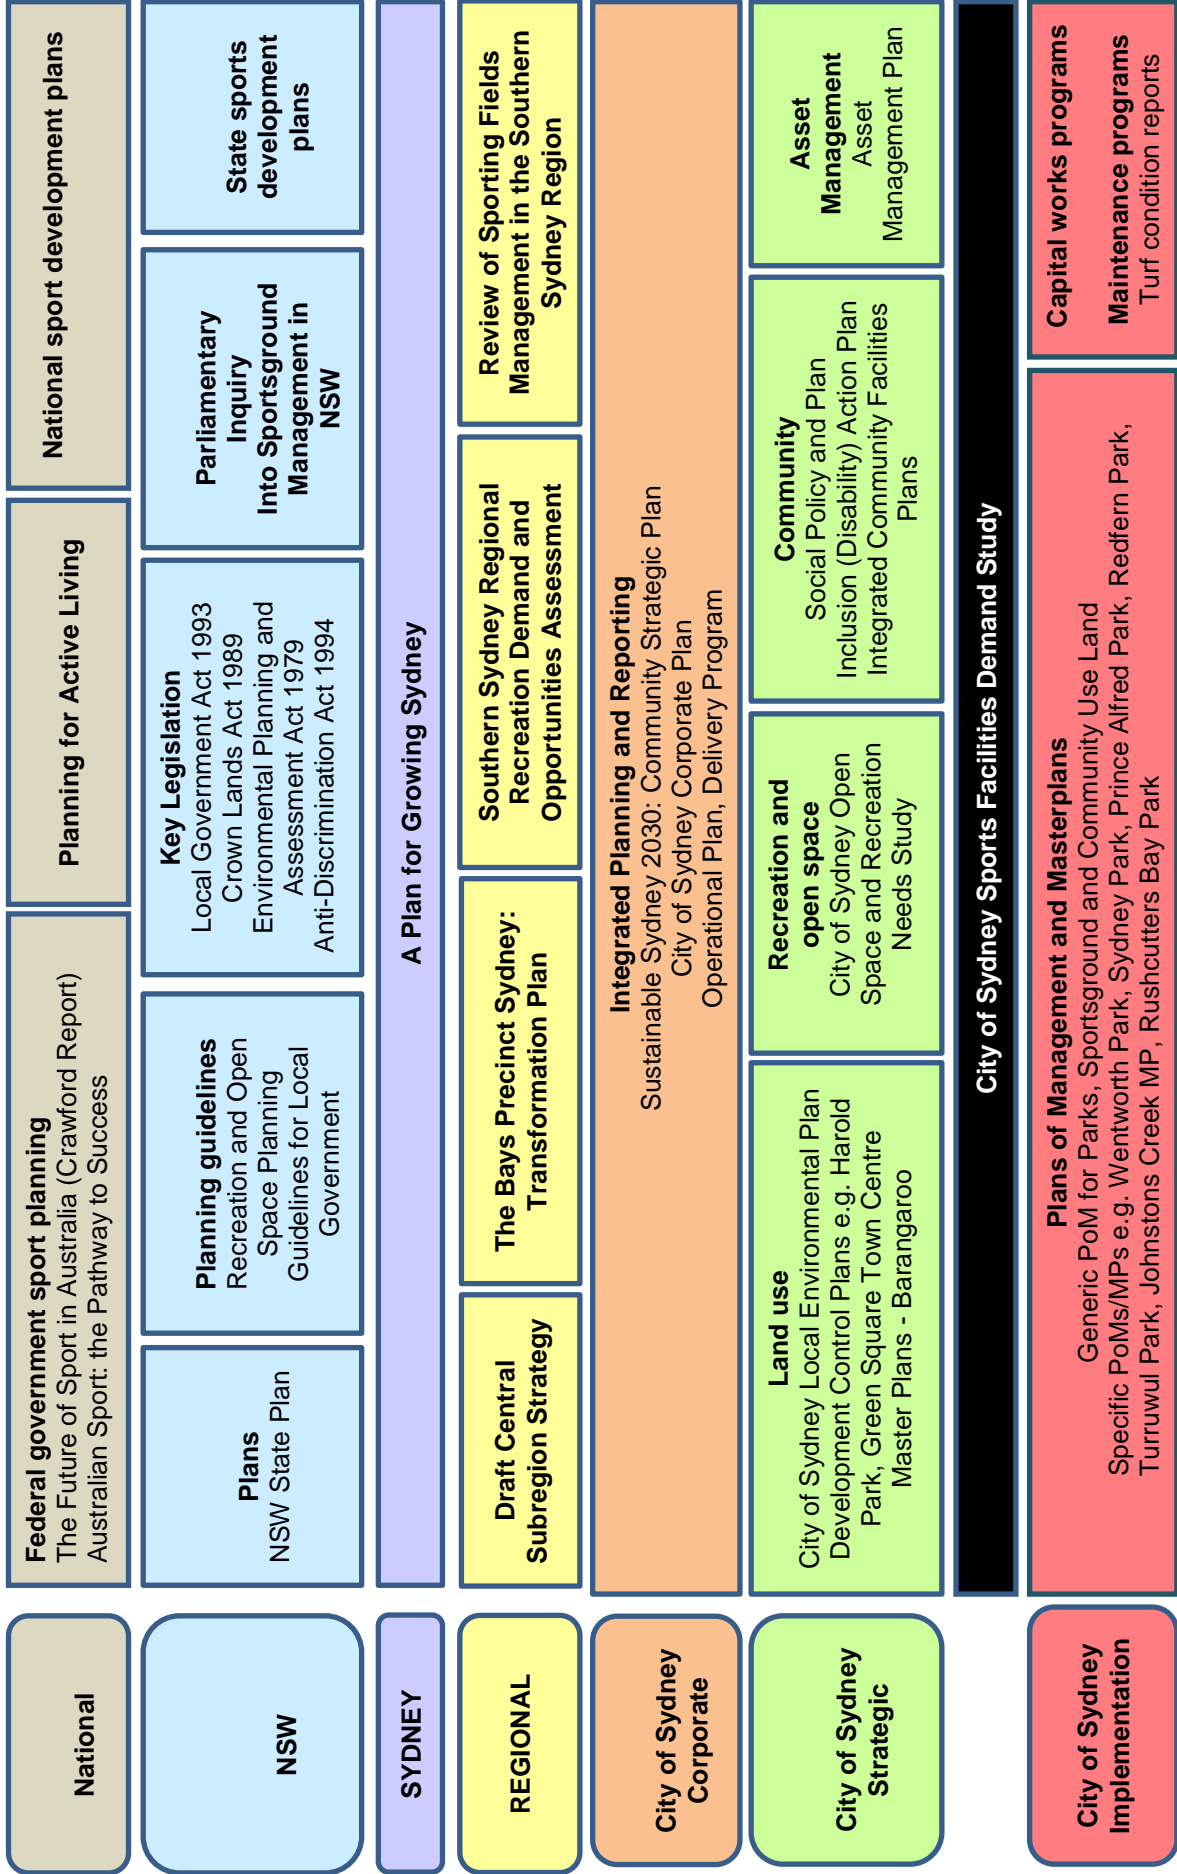 National
Federal government sport planning
The Future of Sport in Australia (Crawford Report)
Australian Sport: the Pathway to Success
Planning for Active Living
National sport development plans
NSW
Plans
NSW State Plan
Planning guidelines
Recreation and Open
Space Planning
Guidelines for Local
Government
Key Legislation
Local Government Act 1993
Crown Lands Act 1989
Environmental Planning and
Assessment Act 1979
Anti-Discrimination Act 1994
Parliamentary
Inquiry
Into Sportsground
Management in
NSW
State sports
development
plans
SYDNEY
A Plan for Growing Sydney
REGIONAL
Draft Central
Subregion Strategy
The Bays Precinct Sydney:
Transformation Plan
Southern Sydney Regional
Recreation Demand and
Opportunities Assessment
Review of Sporting Fields
Management in the Southern
Sydney Region
City of Sydney
Corporate
Integrated Planning and Reporting
Sustainable Sydney 2030: Community Strategic Plan
City of Sydney Corporate Plan
Operational Plan, Delivery Program
City of Sydney
Strategic
Land use
City of Sydney Local Environmental Plan
Development Control Plans e.g. Harold
Park, Green Square Town Centre
Master Plans - Barangaroo
Recreation and
open space
City of Sydney Open
Space and Recreation
Needs Study
Community
Social Policy and Plan
Inclusion (Disability) Action Plan
Integrated Community Facilities
Plans
Asset
Management
Asset
Management Plan
City of Sydney Sports Facilities Demand Study
City of Sydney
Implementation
Plans of Management and Masterplans
Generic PoM for Parks, Sportsground and Community Use Land
Specific PoMs/MPs e.g. Wentworth Park, Sydney Park, Prince Alfred Park, Redfern Park,
Turruwul Park, Johnstons Creek MP, Rushcutters Bay Park
Capital works programs
Maintenance programs
Turf condition reports